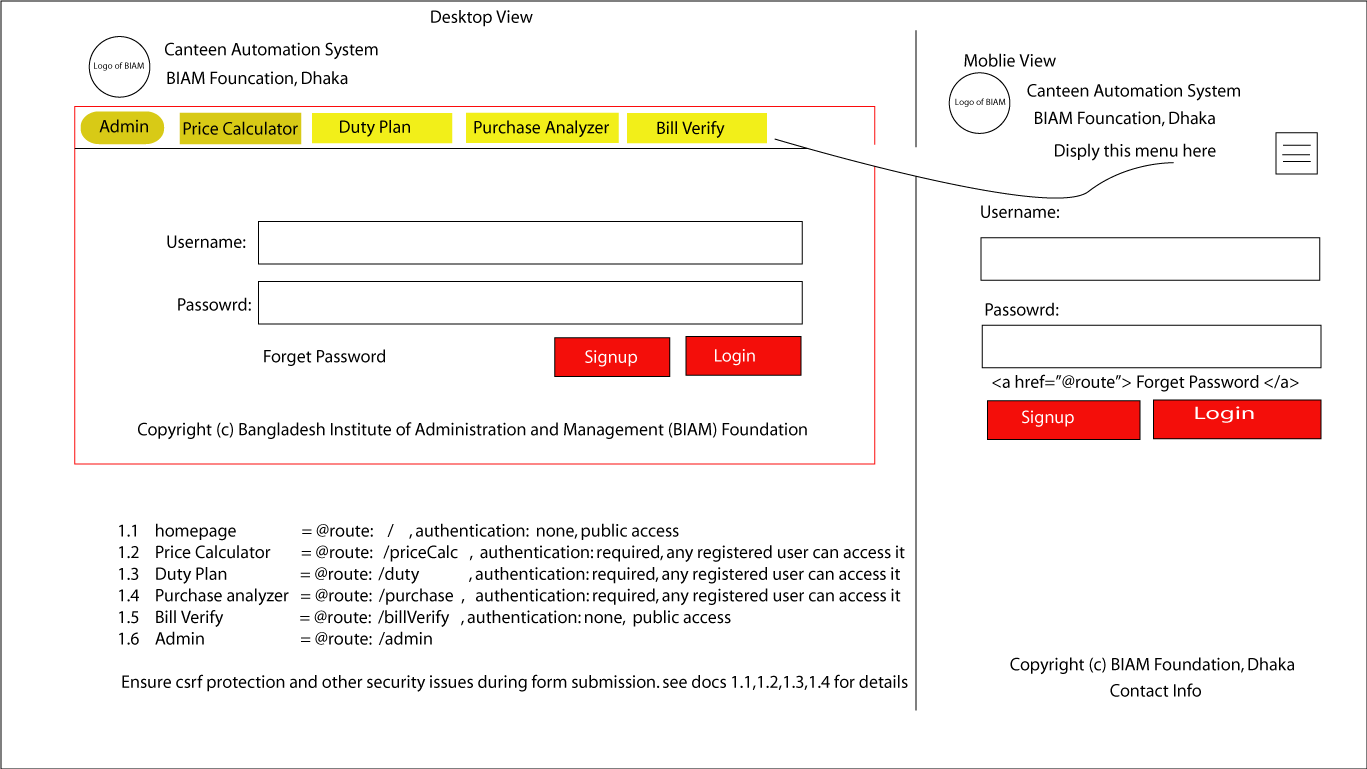 Desktop View
Logo of BIAM
Canteen Automation System
BIAM Founcation, Dhaka
Admin
Price Calculator
Duty Plan
Purchase Analyzer
Bill Verify
Username:
Passowrd:
Forget Password
Signup
Login
Copyright (c) Bangladesh Institute of Administration and Management (BIAM) Foundation
1.1 homepage = @route: / , authentication: none, public access
1.2 Price Calculator = @route: /priceCalc , authentication: required, any registered user can access it
1.3 Duty Plan = @route: /duty , authentication: required, any registered user can access it
1.4 Purchase analyzer = @route: /purchase , authentication: required, any registered user can access it
1.5 Bill Verify = @route: /billVerify , authentication: none, public access
1.6 Admin = @route: /admin
Ensure csrf protection and other security issues during form submission. see docs 1.1,1.2,1.3,1.4 for details
Moblie View
Logo of BIAM
Canteen Automation System
BIAM Founcation, Dhaka
Disply this menu here
Username:
Passowrd:
<a href=”@route”> Forget Password </a>
Signup
Login
Copyright (c) BIAM Foundation, Dhaka
Contact Info